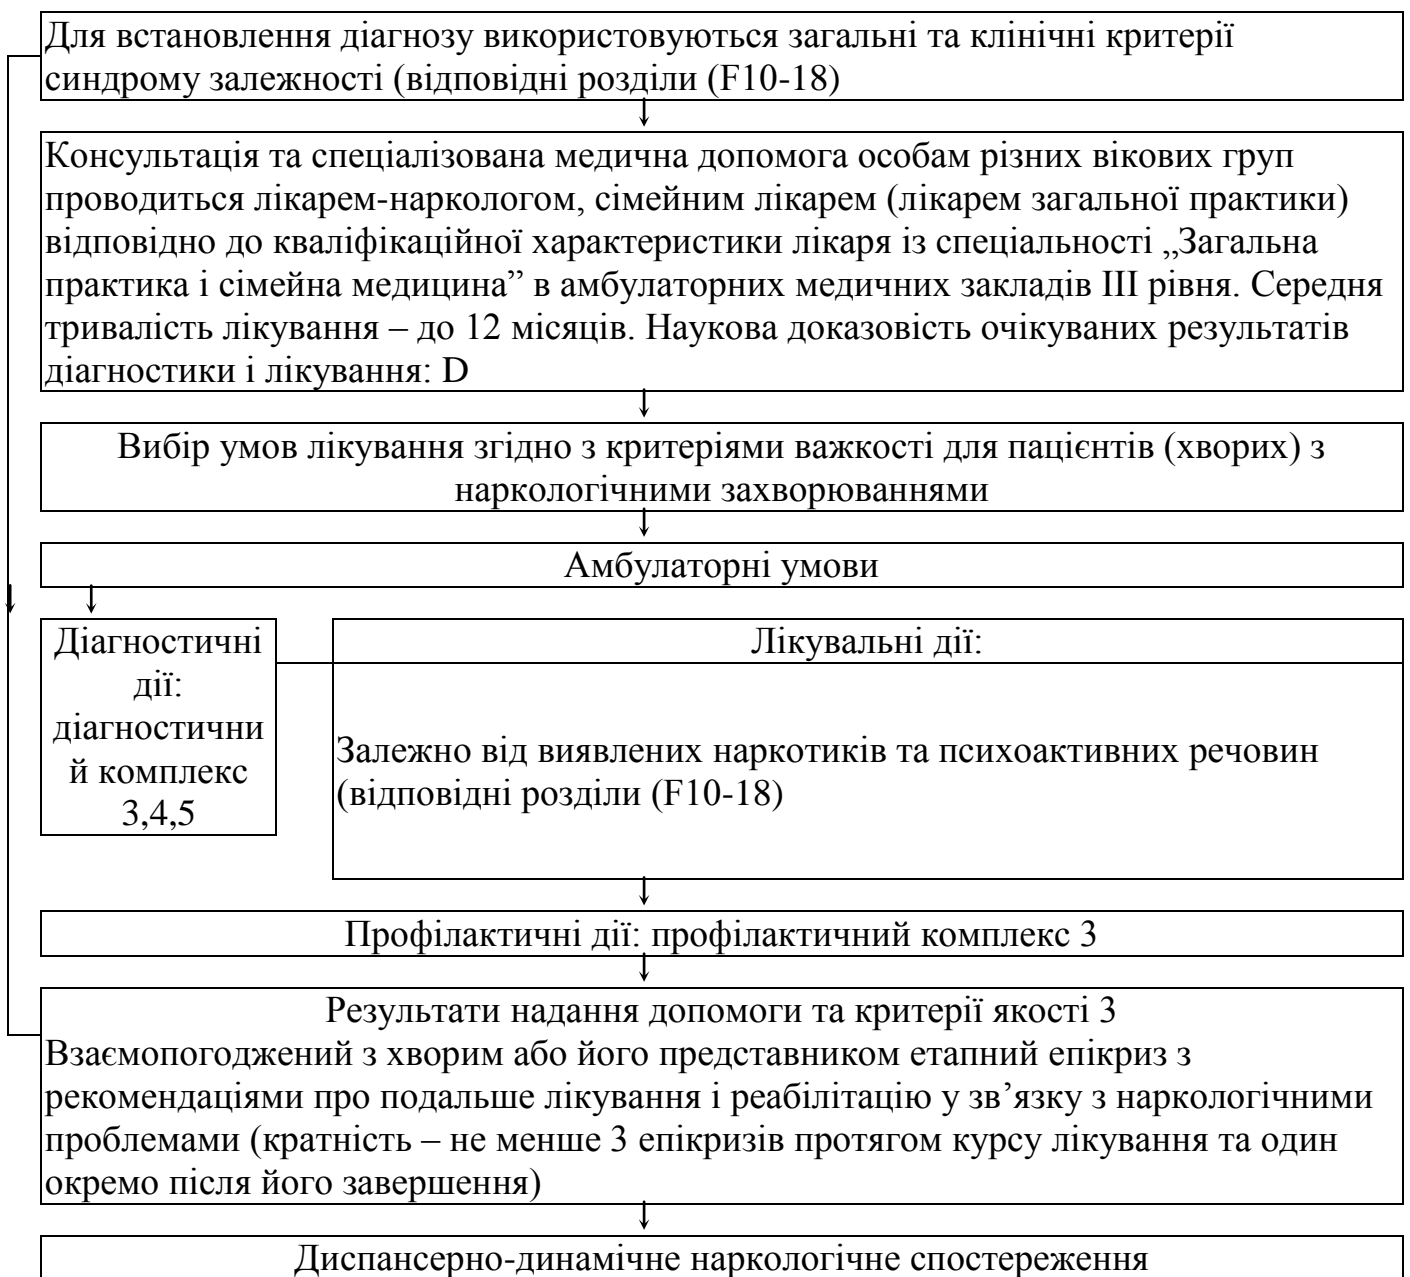 Для встановлення діагнозу використовуються загальні та клінічні критерії
синдрому залежності (відповідні розділи (F10-18)
Консультація та спеціалізована медична допомога особам різних вікових груп
проводиться лікарем-наркологом, сімейним лікарем (лікарем загальної практики)
відповідно до кваліфікаційної характеристики лікаря із спеціальності „Загальна
практика і сімейна медицина” в амбулаторних медичних закладів III рівня. Середня
тривалість лікування – до 12 місяців. Наукова доказовість очікуваних результатів
діагностики і лікування: D
Вибір умов лікування згідно з критеріями важкості для пацієнтів (хворих) з
наркологічними захворюваннями
Амбулаторні умови
Діагностичні
дії:
діагностични
й комплекс
3,4,5
Лікувальні дії:
Залежно від виявлених наркотиків та психоактивних речовин
(відповідні розділи (F10-18)
Профілактичні дії: профілактичний комплекс 3
Результати надання допомоги та критерії якості 3
Взаємопогоджений з хворим або його представником етапний епікриз з
рекомендаціями про подальше лікування і реабілітацію у зв’язку з наркологічними
проблемами (кратність – не менше 3 епікризів протягом курсу лікування та один
окремо після його завершення)
Диспансерно-динамічне наркологічне спостереження